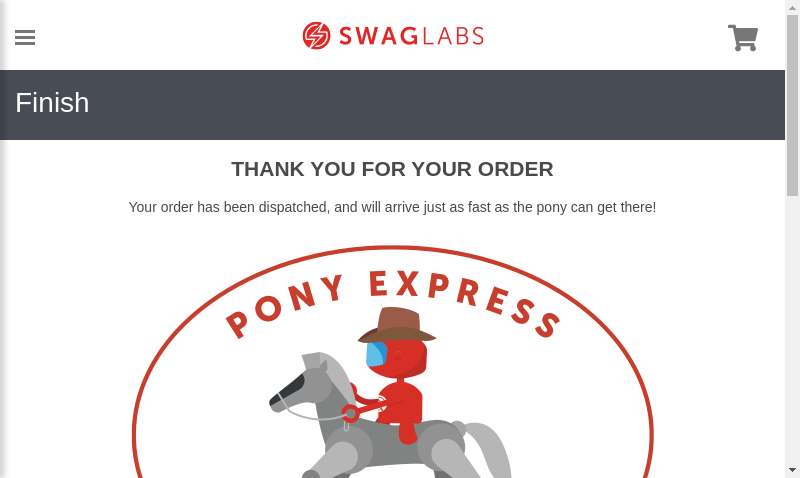 SWAGLABS
Finish
THANK YOU FOR YOUR ORDER
Your order has been dispatched, and will arrive just as fast as the pony can get there!
PONY EXPRESS